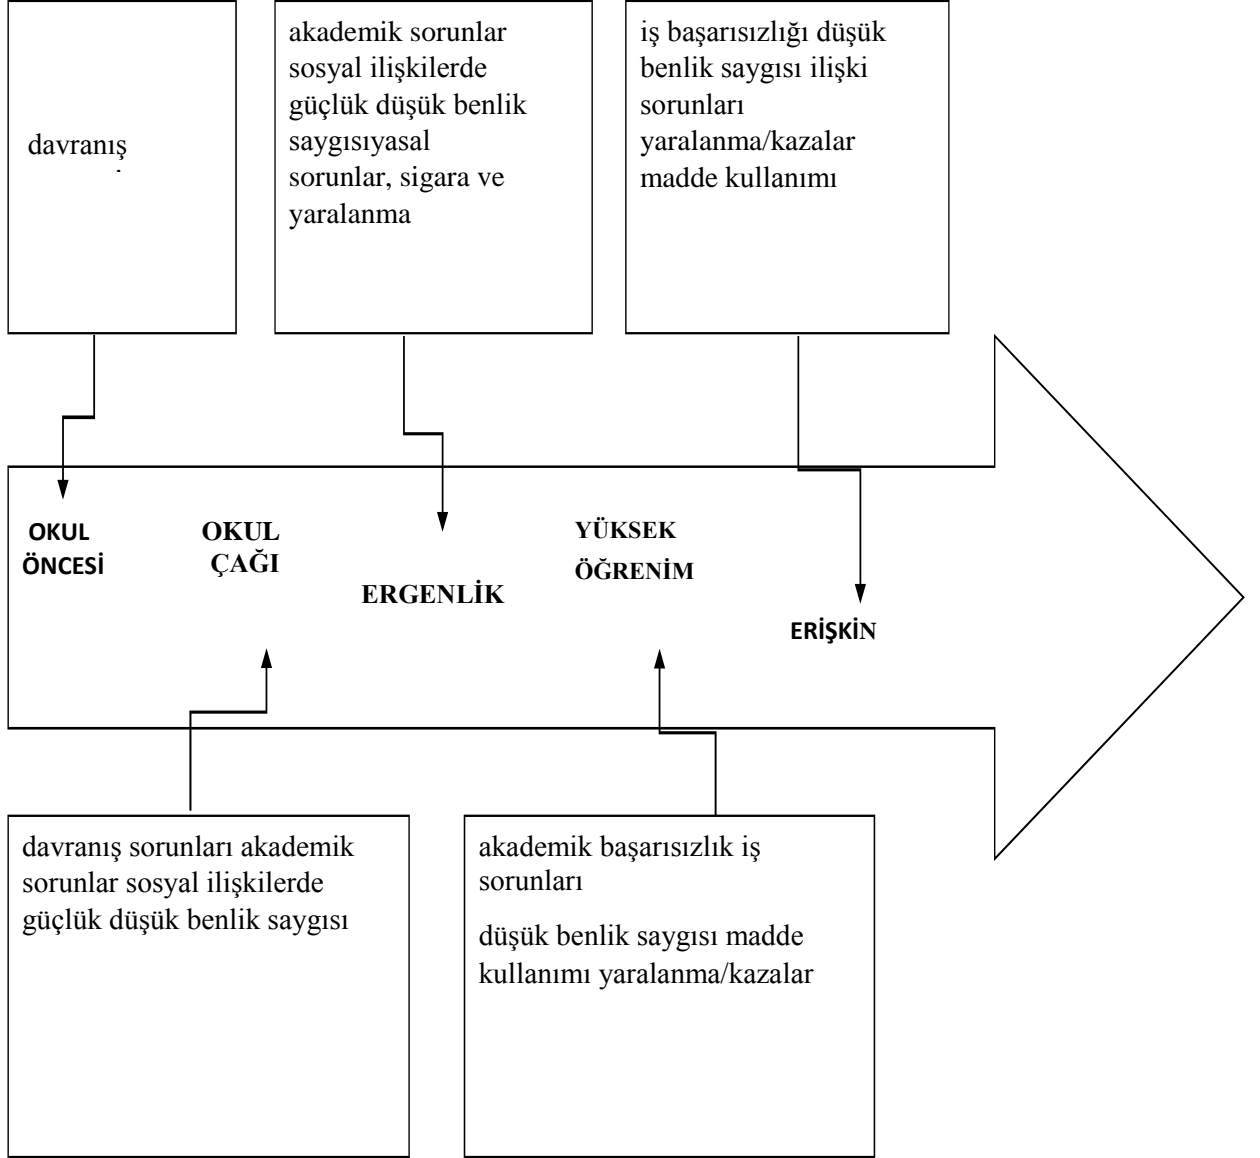 davranış
akademik sorunlar
sosyal ilişkilerde
güçlük düşük benlik
saygısıyasal
sorunlar, sigara ve
yaralanma
iş başarısızlığı düşük
benlik saygısı ilişki
sorunları
yaralanma/kazalar
madde kullanımı
OKUL
ÖNCESİ
OKUL
ÇAĞI
ERGENLİK
YÜKSEK
ÖĞRENİM
ERİŞKİN
davranış sorunları akademik
sorunlar sosyal ilişkilerde
güçlük düşük benlik saygısı
akademik başarısızlık iş
sorunları
düşük benlik saygısı madde
kullanımı yaralanma/kazalar